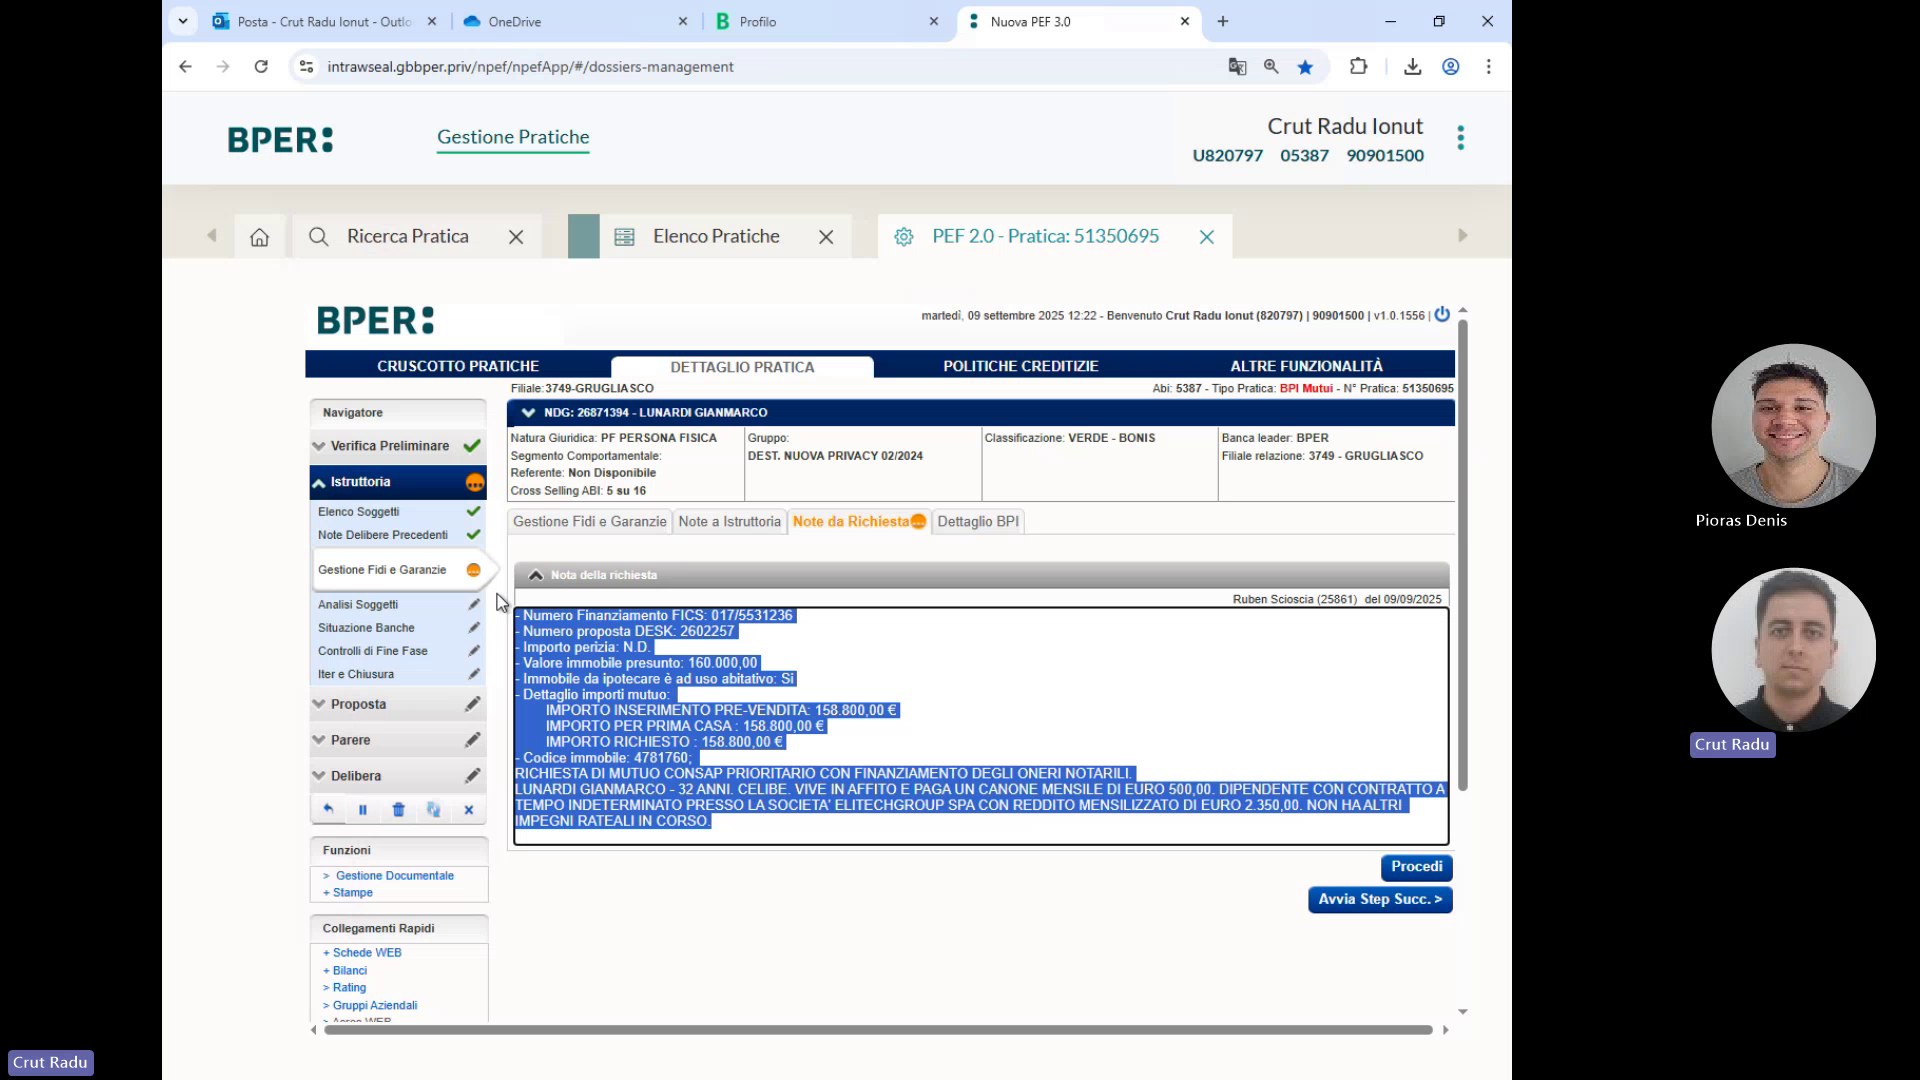 Posta - Crut Radu Ionut - Outlo
OneDrive
Profilo
Nuova PEF 3.0
intrawseal.gbbper.priv/npef/npefApp/#/dossiers-management
BPER:
Gestione Pratiche
Crut Radu Ionut
U820797 05387 90901500
Ricerca Pratica
Elenco Pratiche
PEF 2.0 - Pratica: 51350695
BPER:
martedì, 09 settembre 2025 12:22 - Benvenuto Crut Radu Ionut (820797) | 90901500 | v1.0.1556 |
CRUSCOTTO PRATICHE
DETTAGLIO PRATICA
POLITICHE CREDITIZIE
ALTRE FUNZIONALITÀ
Filiale:3749-GRUGLIASCO
Abi: 5387 - Tipo Pratica: BPI Mutui - N° Pratica: 51350695
Navigatore
Verifica Preliminare
Istruttoria
Elenco Soggetti
Note Delibere Precedenti
Gestione Fidi e Garanzie
Analisi Soggetti
Situazione Banche
Controlli di Fine Fase
Iter e Chiusura
Proposta
Parere
Delibera
Funzioni
> Gestione Documentale
+ Stampe
Collegamenti Rapidi
+ Schede WEB
+ Bilanci
> Rating
> Gruppi Aziendali
NDG: 26871394 - LUNARDI GIANMARCO
Natura Giuridica: PF PERSONA FISICA
Segmento Comportamentale:
Referente: Non Disponibile
Cross Selling ABI: 5 su 16
Gruppo:
DEST. NUOVA PRIVACY 02/2024
Classificazione: VERDE - BONIS
Banca leader: BPER
Filiale relazione: 3749 - GRUGLIASCO
Gestione Fidi e Garanzie
Note a Istruttoria
Note da Richiesta
Dettaglio BPI
Nota della richiesta
Ruben Scioscia (25861) del 09/09/2025
- Numero Finanziamento FICS: 017/5531236
- Numero proposta DESK: 2602257
- Importo perizia: N.D.
- Valore immobile presunto: 160.000,00
- Immobile da ipotecare è ad uso abitativo: Si
- Dettaglio importi mutuo:
IMPORTO INSERIMENTO PRE-VENDITA: 158.800,00 €
IMPORTO PER PRIMA CASA : 158.800,00 €
IMPORTO RICHIESTO : 158.800,00 €
- Codice immobile: 4781760;
RICHIESTA DI MUTUO CONSAP PRIORITARIO CON FINANZIAMENTO DEGLI ONERI NOTARILI.
LUNARDI GIANMARCO - 32 ANNI. CELIBE. VIVE IN AFFITO E PAGA UN CANONE MENSILE DI EURO 500,00. DIPENDENTE CON CONTRATTO A
TEMPO INDETERMINATO PRESSO LA SOCIETA' ELITECHGROUP SPA CON REDDITO MENSILIZZATO DI EURO 2.350,00. NON HA ALTRI
IMPEGNI RATEALI IN CORSO.
Procedi
Avvia Step Succ. >
Pioras Denis
Crut Radu
Crut Radu